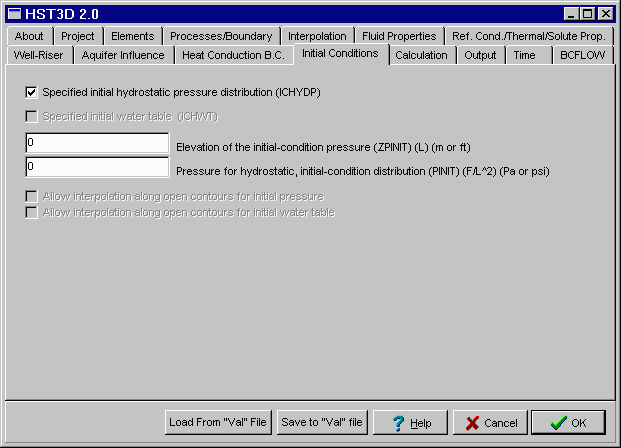 HST3D 2.0
About Project Elements Processes/Boundary Interpolation Fluid Properties Ref. Cond./Thermal/Solute Prop.
Well-Riser Aquifer Influence Heat Conduction B.C. Initial Conditions Calculation Output Time BCFLOW
Specified initial hydrostatic pressure distribution (ICHYDP)
Specified initial water table (ICHWT)
0 Elevation of the initial-condition pressure (ZPINIT) (L) (m or ft)
0 Pressure for hydrostatic, initial-condition distribution (PINIT) (F/L^2) (Pa or psi)
Allow interpolation along open contours for initial pressure
Allow interpolation along open contours for initial water table
Load From "Val" File Save to "Val" file ? Help Cancel OK